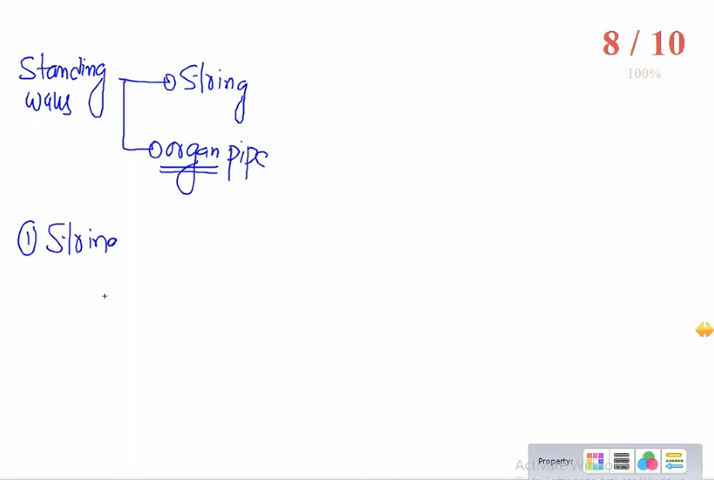 8 / 10
100%
Standing
waves
String
organ pipe
① String
Property: